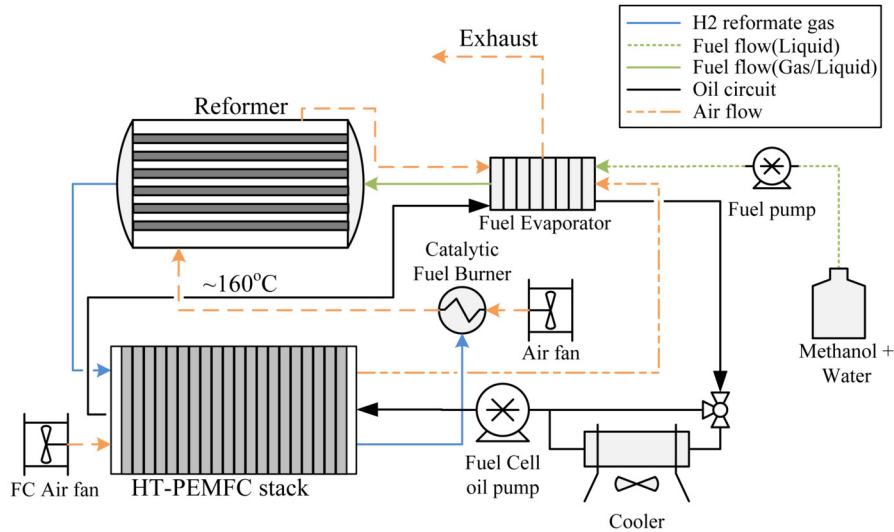 H2 reformate gas
Fuel flow(Liquid)
Fuel flow(Gas/Liquid)
Oil circuit
Air flow
Exhaust
Reformer
Fuel Evaporator
Fuel pump
Catalytic
Fuel Burner
~160°C
Air fan
Methanol +
Water
FC Air fan
HT-PEMFC stack
Fuel Cell
oil pump
Cooler